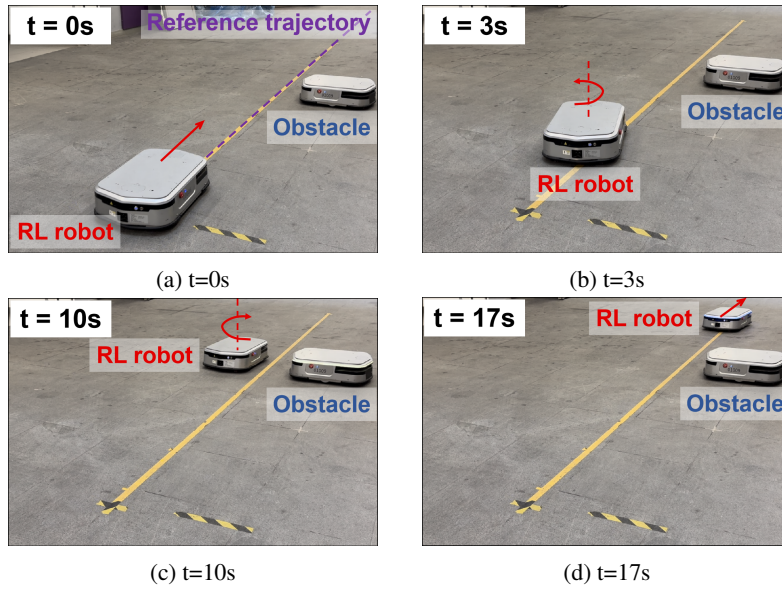 t = 0s
Reference trajectory
Obstacle
RL robot
(a) t=0s
t = 3s
Obstacle
RL robot
(b) t=3s
t = 10s
RL robot
Obstacle
(c) t=10s
t = 17s
RL robot
Obstacle
(d) t=17s